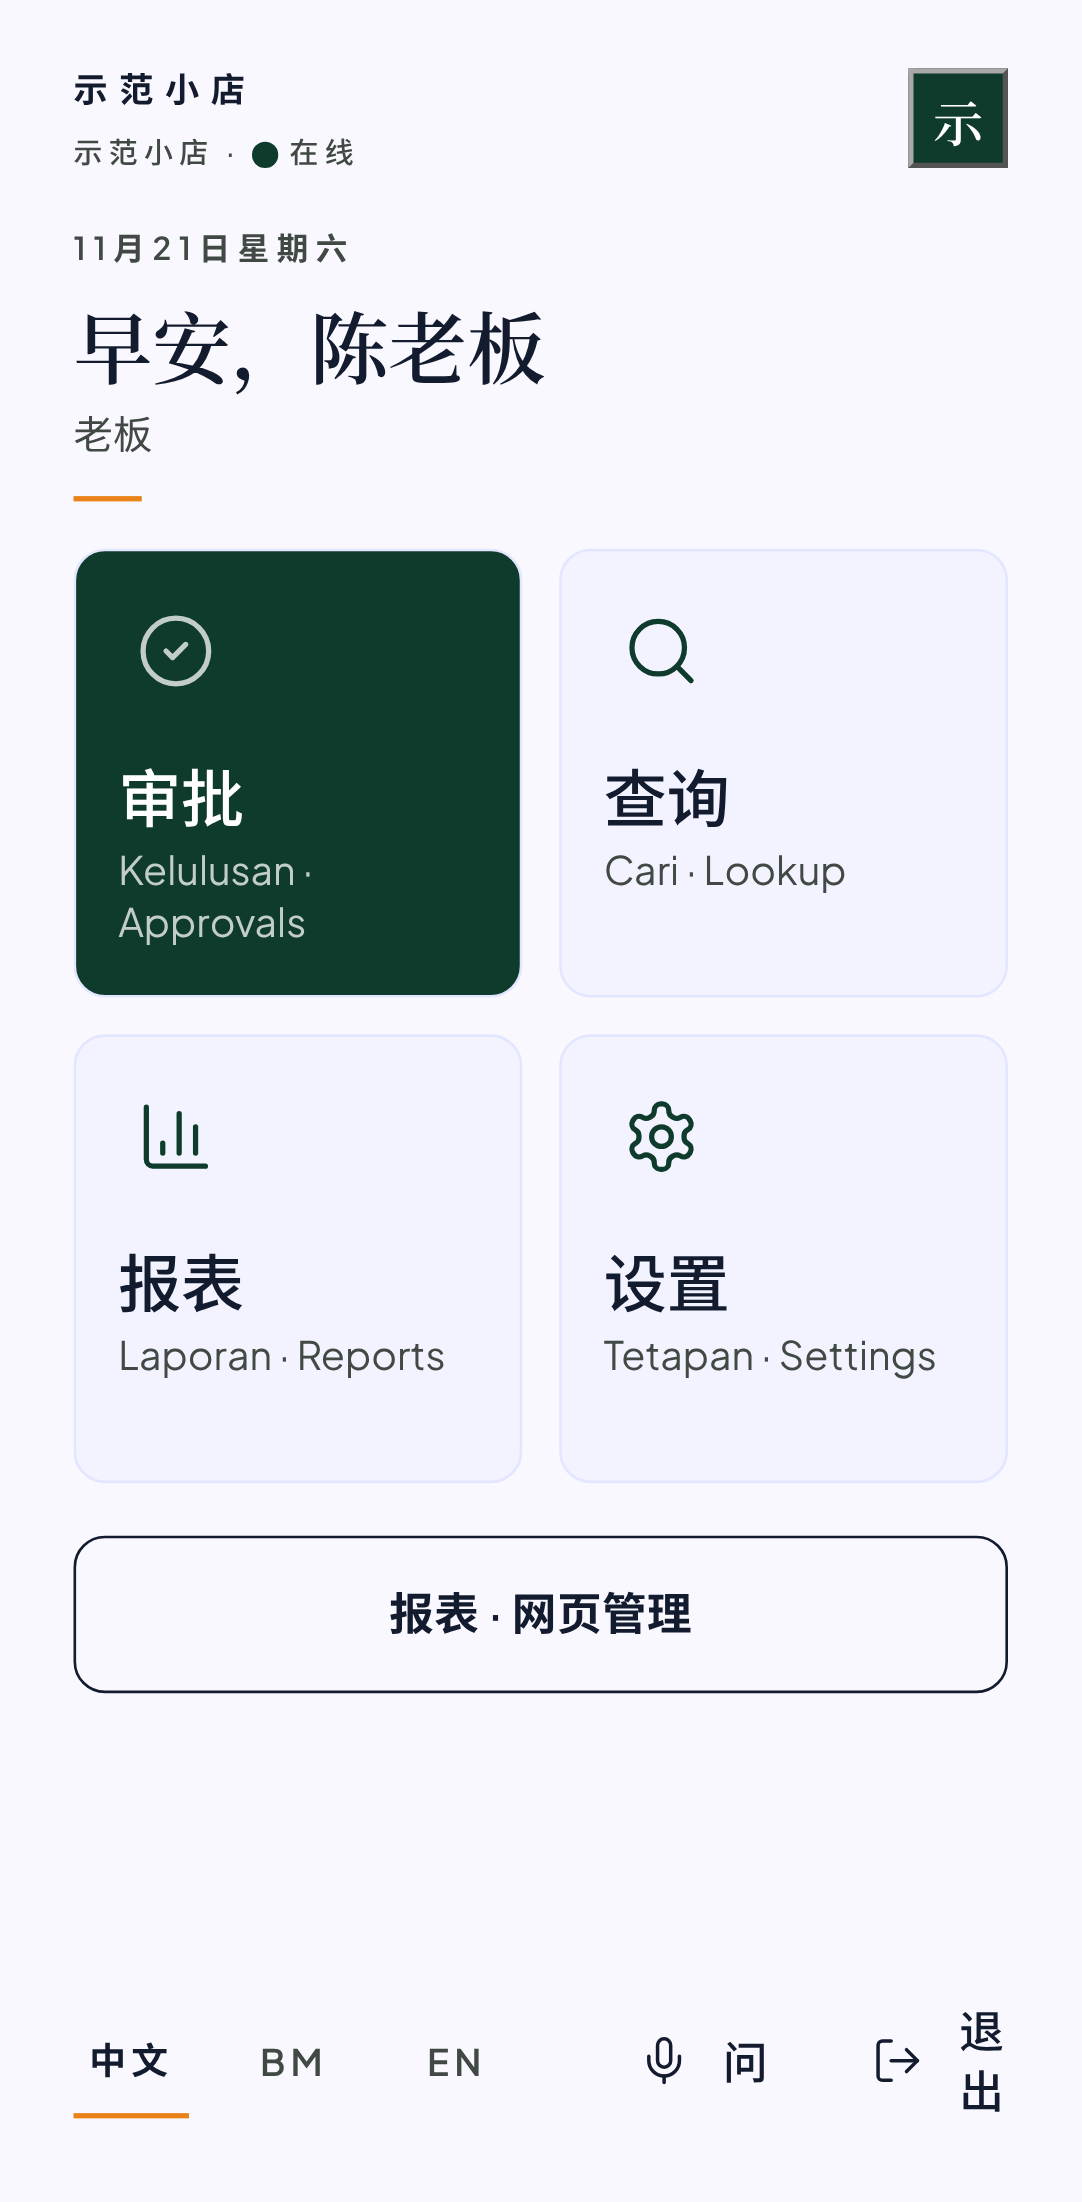 示范小店
示范小店 · 在线
示
11月21日星期六
早安，陈老板
老板
审批
Kelulusan ·
Approvals
查询
Cari · Lookup
报表
Laporan · Reports
设置
Tetapan · Settings
报表 · 网页管理
中文
BM
EN
问
退
出